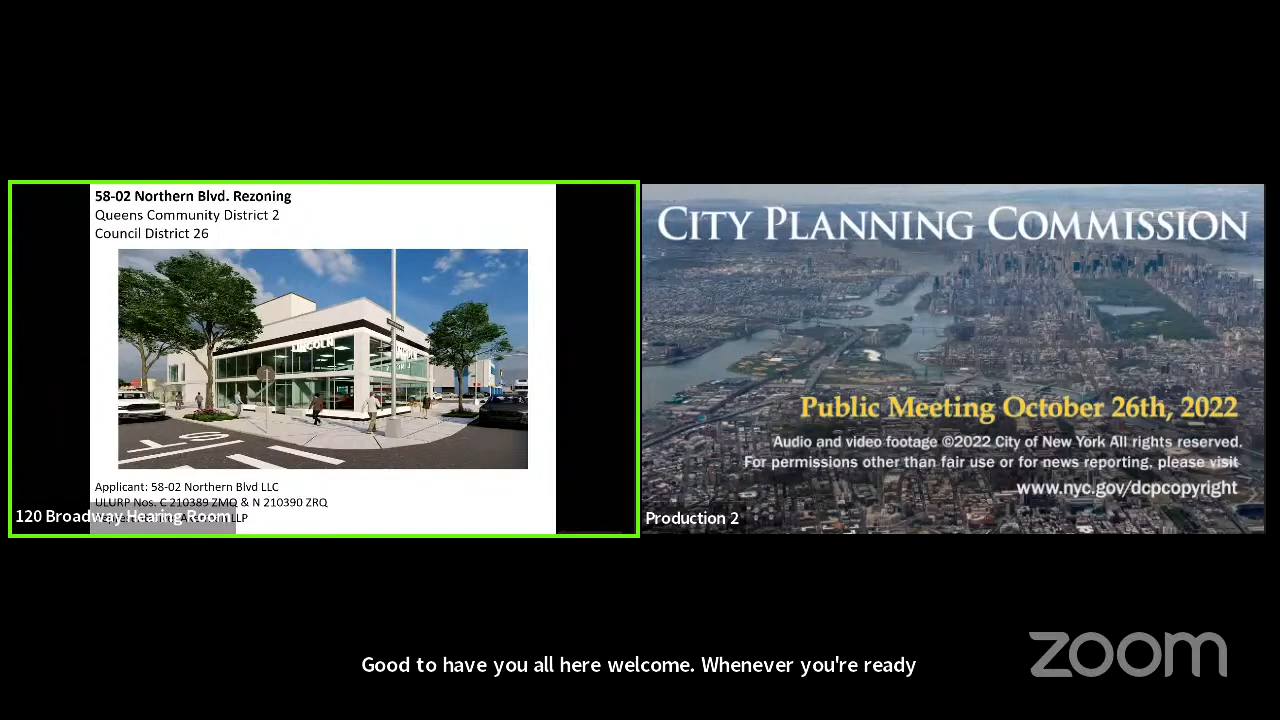 58-02 Northern Blvd. Rezoning
Queens Community District 2
Council District 26
LINCOLN
Applicant: 58-02 Northern Blvd LLC
ULURP Nos. C 210389 ZMQ & N 210390 ZRQ
LLP
120 Broadway Hearing Room
CITY PLANNING COMMISSION
Public Meeting October 26th, 2022
Audio and video footage ©2022 City of New York All rights reserved.
For permissions other than fair use or for news reporting, please visit
www.nyc.gov/dcpcopyright
Production 2
Good to have you all here welcome. Whenever you're ready
zoom